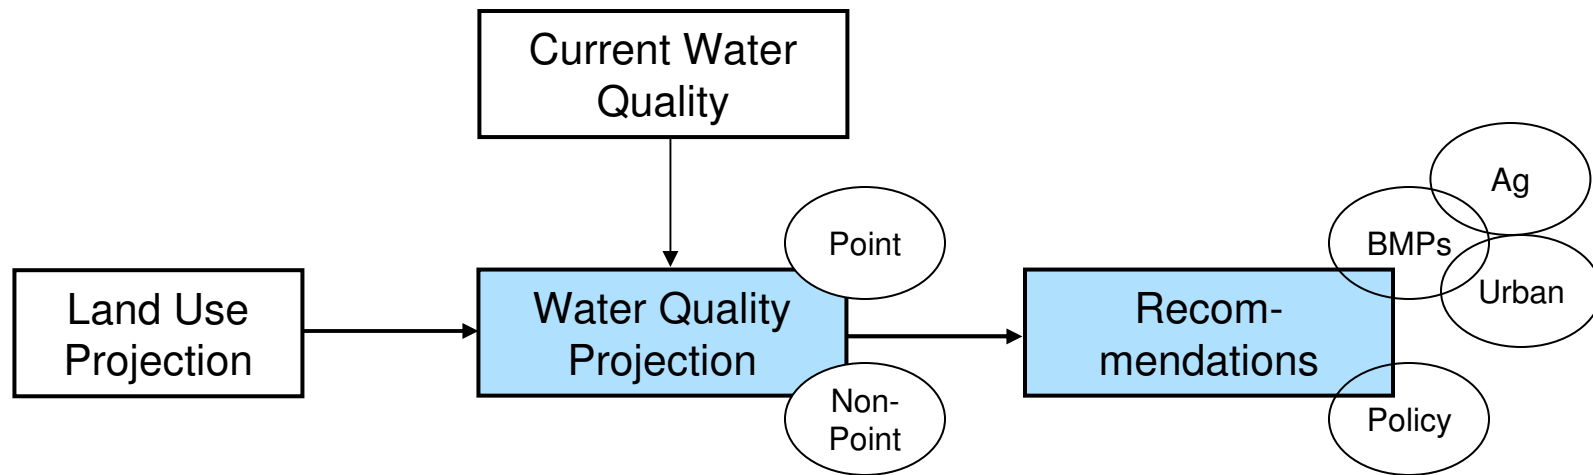 Current Water
Quality
Ag
Point
BMPs
Urban
Land Use
Projection
Water Quality
Projection
Recom-
mendations
Non-
Point
Policy